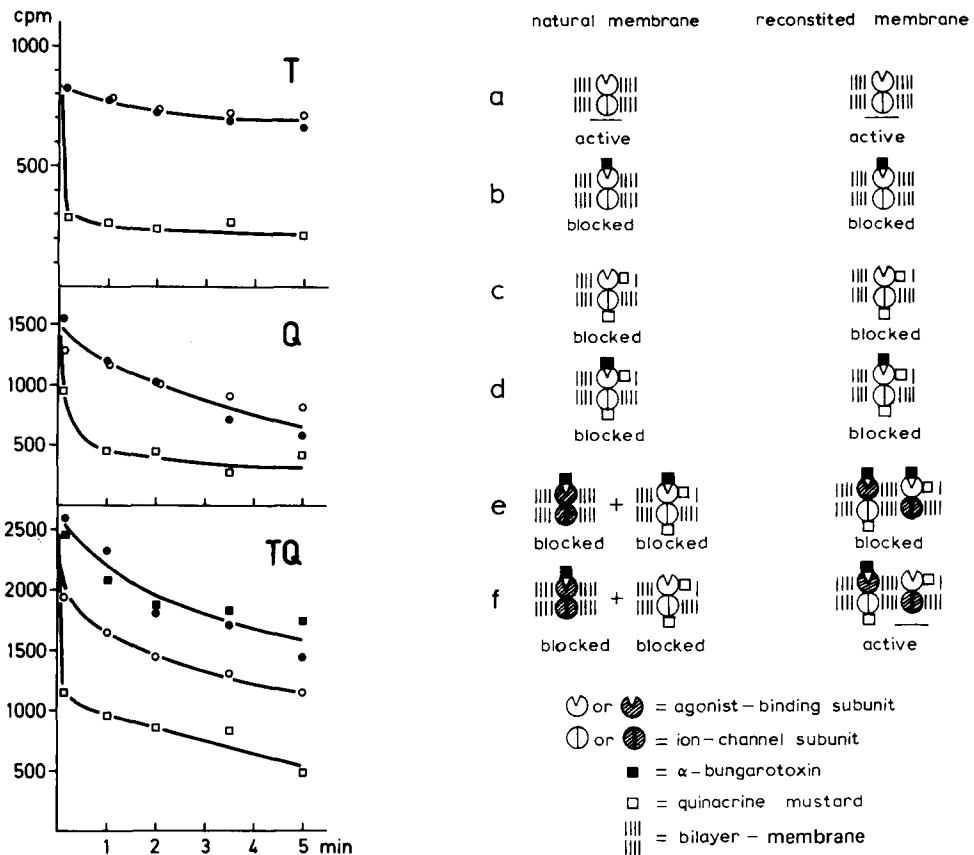 cpm
1000
T
500
1500
Q
1000
500
2500
TQ
2000
1500
1000
500
1 2 3 4 5 min
natural membrane reconstited membrane
a
active active
b
blocked blocked
c
blocked blocked
d
blocked blocked
e + 
blocked blocked blocked
f +
blocked blocked active
or = agonist-binding subunit
or = ion-channel subunit
= α-bungarotoxin
= quinacrine mustard
= bilayer-membrane